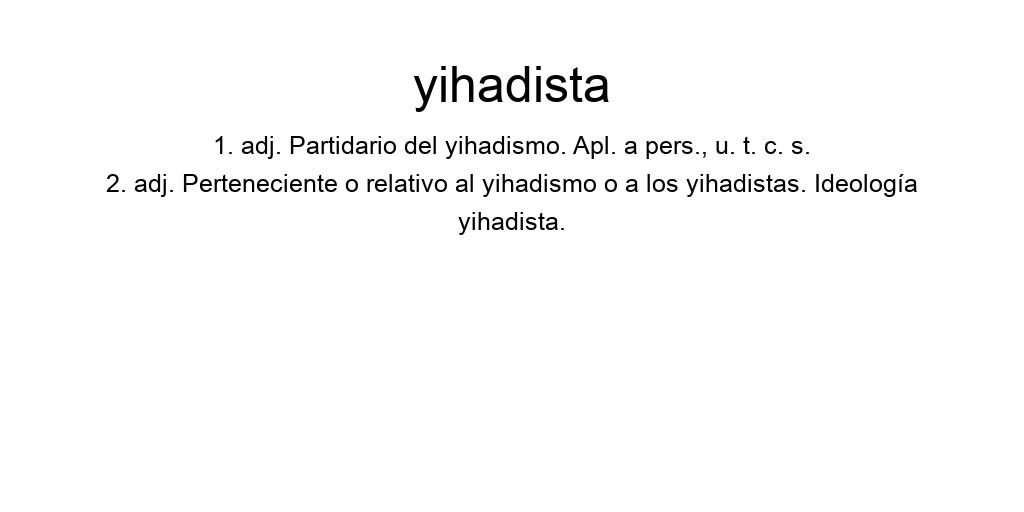 yihadista
1. adj. Partidario del yihadismo. Apl. a pers., u. t. c. s.
2. adj. Perteneciente o relativo al yihadismo o a los yihadistas. Ideología
yihadista.